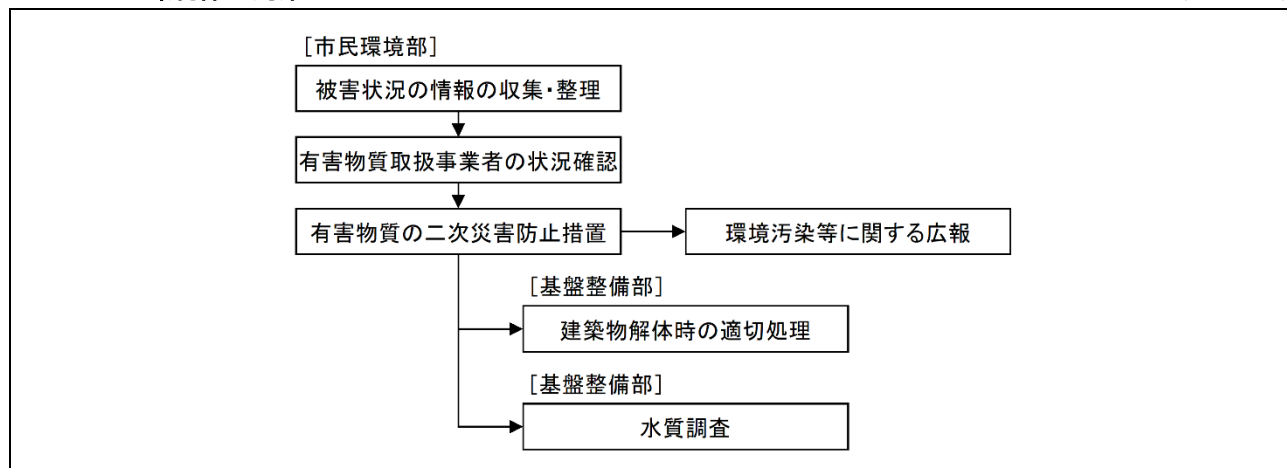 ［市民環境部］
被害状況の情報の収集・整理
有害物質取扱事業者の状況確認
有害物質の二次災害防止措置
環境汚染等に関する広報
［基盤整備部］
建築物解体時の適切処理
［基盤整備部］
水質調査